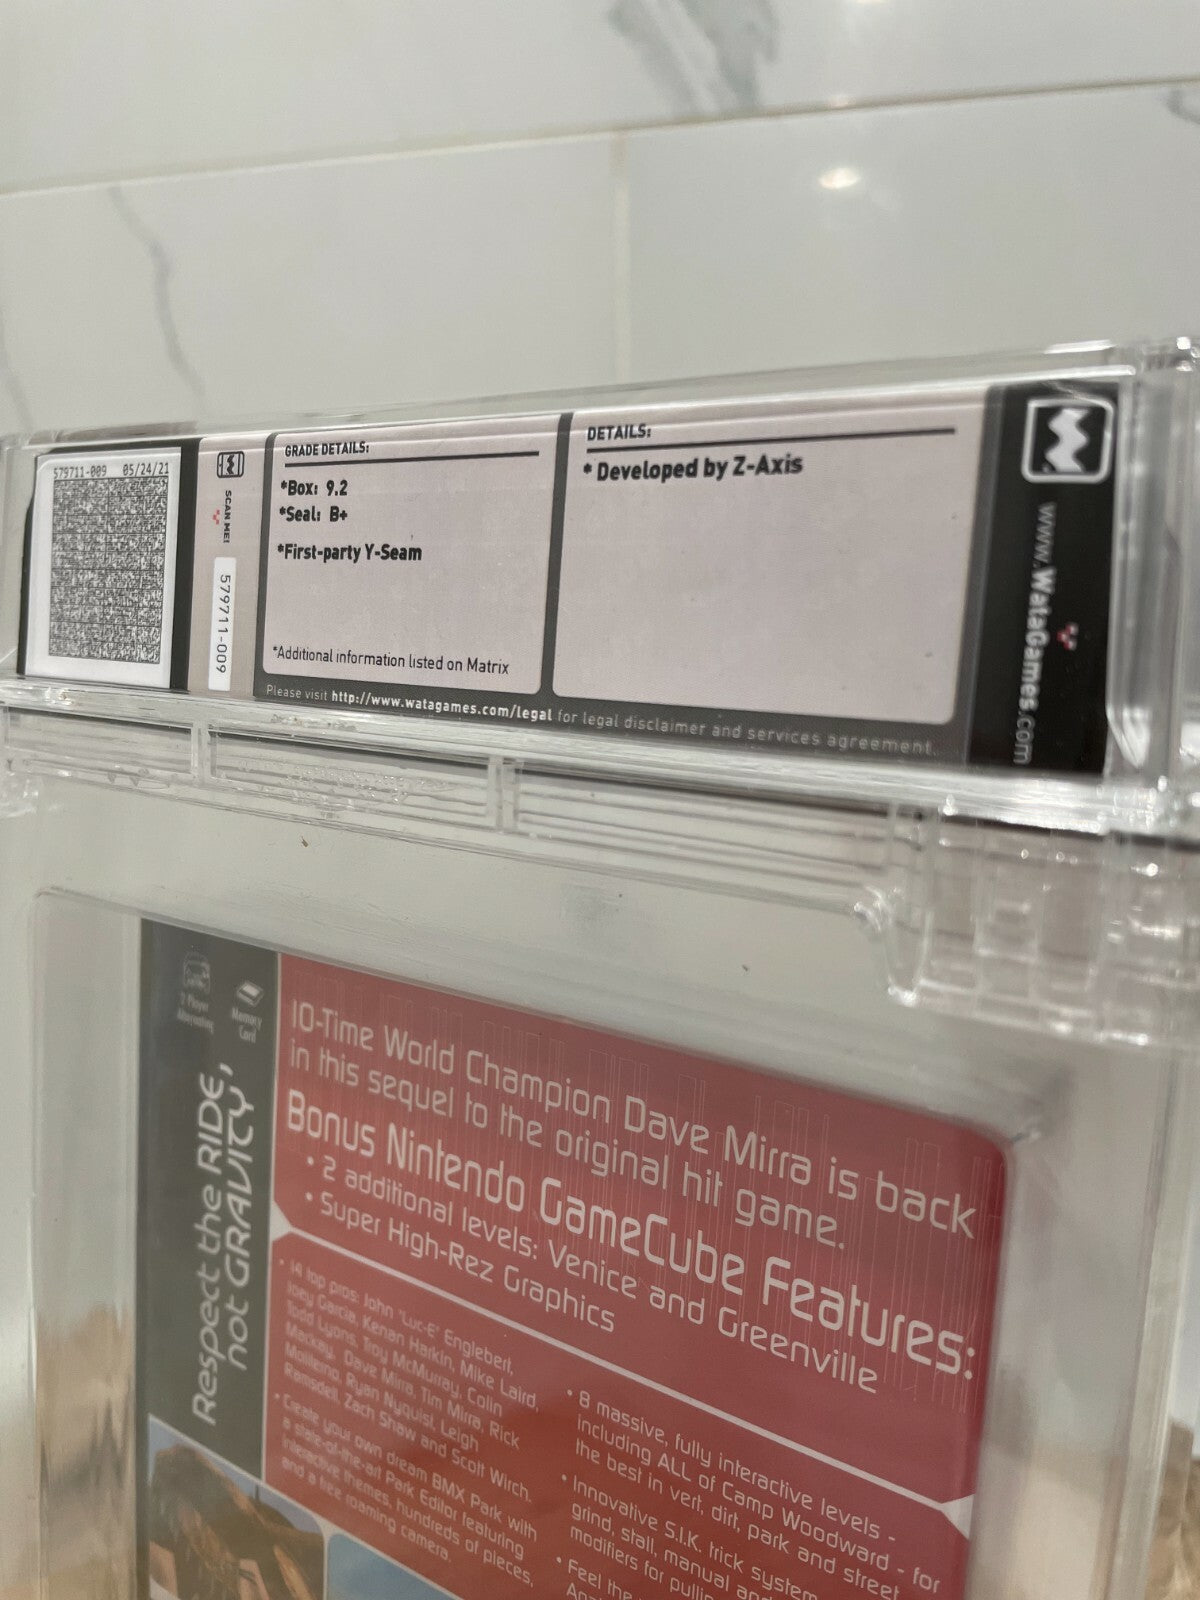 579711-009 05/24/21
SCAN ME!
579711-009
GRADE DETAILS:
*Box: 9.2
*Seal: B+
*First-party Y-Seam
*Additional information listed on Matrix
DETAILS:
* Developed by Z-Axis
www.WataGames.com
Please visit http://www.watagames.com/legal for legal disclaimer and services agreement.
2 Player
Alternating
Memory
Card
Respect the RIDE,
not GRAVITY
10-Time World Champion Dave Mirra is back
in this sequel to the original hit game.
Bonus Nintendo GameCube Features:
• 2 additional levels: Venice and Greenville
• Super High-Rez Graphics
• 14 top pros: John "Luc-E" Englebert,
Joey Garcia, Kenan Harkin, Mike Laird,
Todd Lyons, Troy McMurray, Colin
Mackay, Dave Mirra, Tim Mirra, Rick
Moliterno, Ryan Nyquist, Leigh
Ramsdell, Zach Shaw and Scott Wirch.
• Create your own dream BMX Park with
a state-of-the-art Park Editor featuring
interactive themes, hundreds of pieces,
and a free roaming camera.
• 8 massive, fully interactive levels -
including ALL of Camp Woodward - for
the best in vert, dirt, park and street
• Innovative S.I.K. trick system
grind, stall, manual and
modifiers for
• Feel the